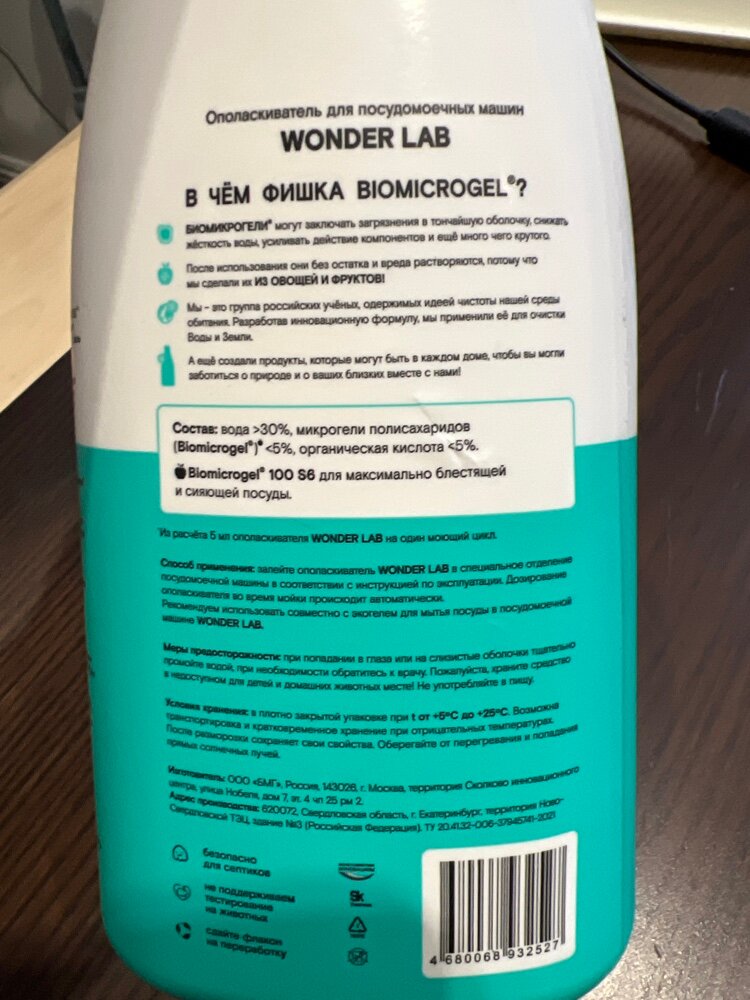 Ополаскиватель для посудомоечных машин
WONDER LAB
В ЧЁМ ФИШКА BIOMICROGEL®?
БИОМИКРОГЕЛИ® могут заключать загрязнения в тончайшую оболочку, снижать
жёсткость воды, усиливать действие компонентов и ещё много чего крутого.
После использования они без остатка и вреда растворяются, потому что
мы сделали их ИЗ ОВОЩЕЙ И ФРУКТОВ!
Мы – это группа российских учёных, одержимых идеей чистоты нашей среды
обитания. Разработав инновационную формулу, мы применили её для очистки
Воды и Земли.
А ещё создали продукты, которые могут быть в каждом доме, чтобы вы могли
заботиться о природе и о ваших близких вместе с нами!
Состав: вода >30%, микрогели полисахаридов
(Biomicrogel®) <5%, органическая кислота <5%.
Biomicrogel® 100 S6 для максимально блестящей
и сияющей посуды.
*Из расчёта 5 мл ополаскивателя WONDER LAB на один моющий цикл.
Способ применения: залейте ополаскиватель WONDER LAB в специальное отделение
посудомоечной машины в соответствии с инструкцией по эксплуатации. Дозирование
ополаскивателя во время мойки происходит автоматически.
Рекомендуем использовать совместно с экогелем для мытья посуды в посудомоечной
машине WONDER LAB.
Меры предосторожности: при попадании в глаза или на слизистые оболочки тщательно
промойте водой, при необходимости обратитесь к врачу. Пожалуйста, храните средство
в недоступном для детей и домашних животных месте! Не употребляйте в пищу.
Условия хранения: в плотно закрытой упаковке при t от +5°C до +25°C. Возможна
транспортировка и кратковременное хранение при отрицательных температурах.
После разморозки сохраняет свои свойства. Оберегайте от перегревания и попадания
прямых солнечных лучей.
Изготовитель: ООО «БМГ», Россия, 143026, г. Москва, территория Сколково инновационного
центра, улица Нобеля, дом 7, эт. 4 чп 25 рм 2.
Адрес производства: 620072, Свердловская область, г. Екатеринбург, территория Ново-
Свердловской ТЭЦ, здание №3 (Российская Федерация). ТУ 20.41.32-006-37945741-2021
безопасно
для септиков
не поддерживаем
тестирование
на животных
сдайте флакон
на переработку
Sk
4 680068 932527